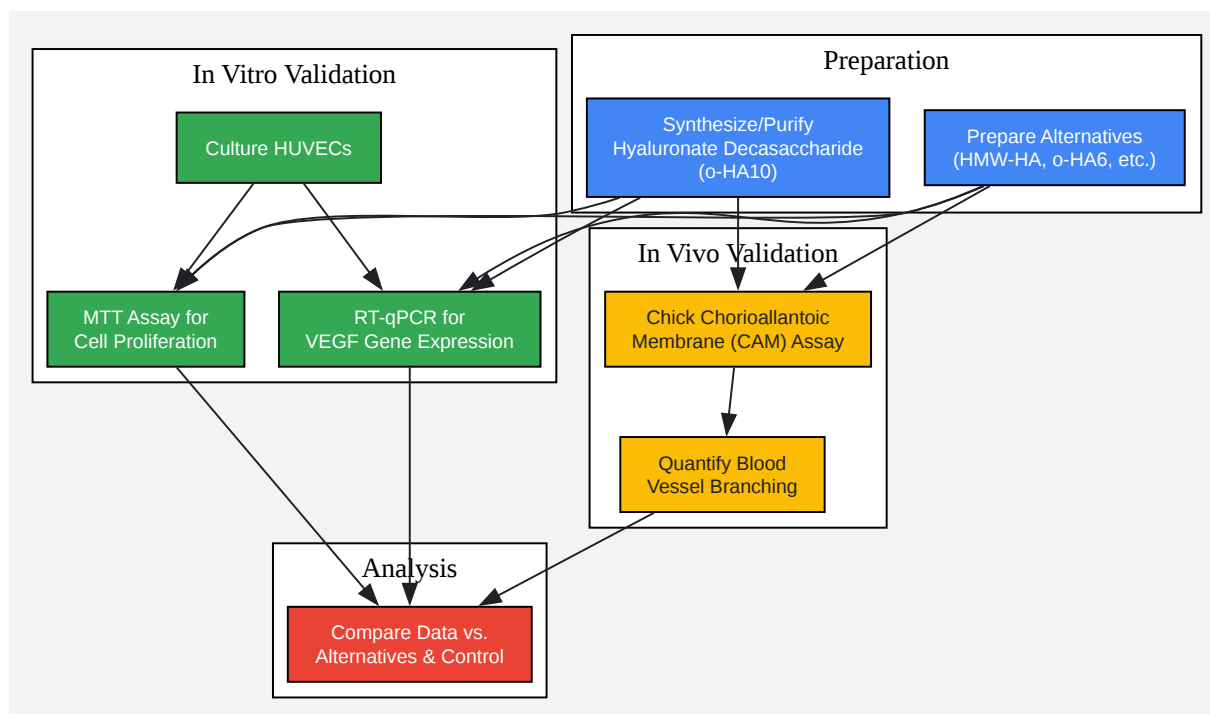 In Vitro Validation
Culture HUVECs
MTT Assay for
Cell Proliferation
RT-qPCR for
VEGF Gene Expression
Preparation
Synthesize/Purify
Hyaluronate Decasaccharide
(o-HA10)
Prepare Alternatives
(HMW-HA, o-HA6, etc.)
In Vivo Validation
Chick Chorioallantoic
Membrane (CAM) Assay
Quantify Blood
Vessel Branching
Analysis
Compare Data vs.
Alternatives & Control